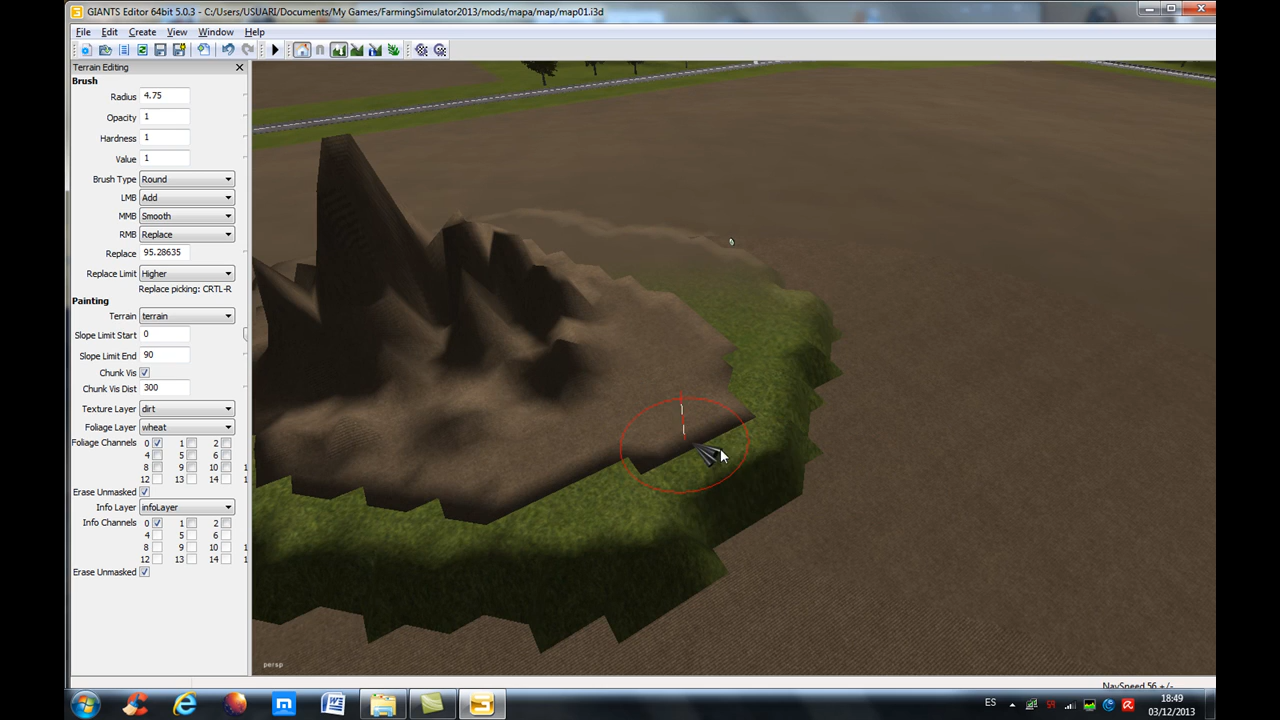 GIANTS Editor 64bit 5.0.3 - C:/Users/USUARI/Documents/My Games/FarmingSimulator2013/mods/mapa/map/map01.i3d
File Edit Create View Window Help
Terrain Editing
Brush
Radius 4.75
Opacity 1
Hardness 1
Value 1
Brush Type Round
LMB Add
MMB Smooth
RMB Replace
Replace 95.28635
Replace Limit Higher
Replace picking: CRTL-R
Painting
Terrain terrain
Slope Limit Start 0
Slope Limit End 90
Chunk Vis
Chunk Vis Dist 300
Texture Layer dirt
Foliage Layer wheat
Foliage Channels 0 1 2
4 5 6
8 9 10 1
12 13 14 1
Erase Unmasked
Info Layer infoLayer
Info Channels 0 1 2
4 5 6
8 9 10 1
12 13 14 1
Erase Unmasked
persp
NavSpeed 56 +/-
ES 18:49
03/12/2013